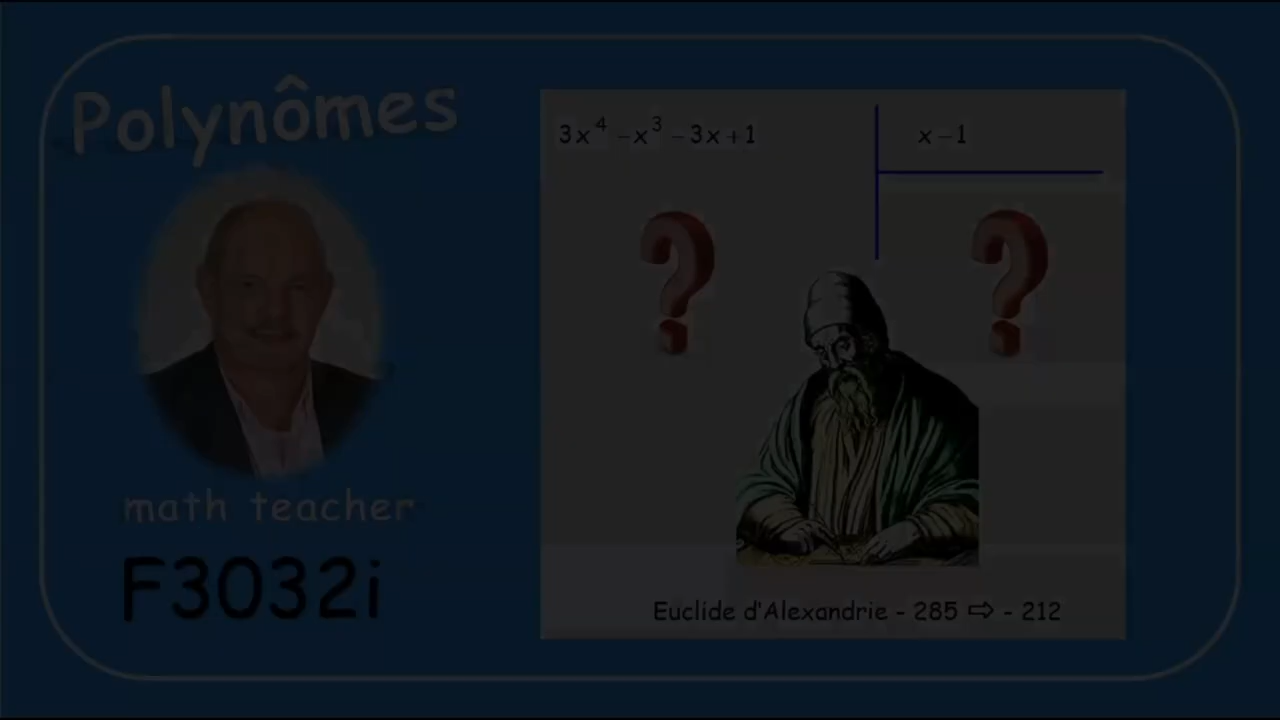 Polynômes
math teacher
F3032i
3x⁴ – x³ – 3x + 1
x – 1
Euclide d'Alexandrie - 285 ⇨ - 212